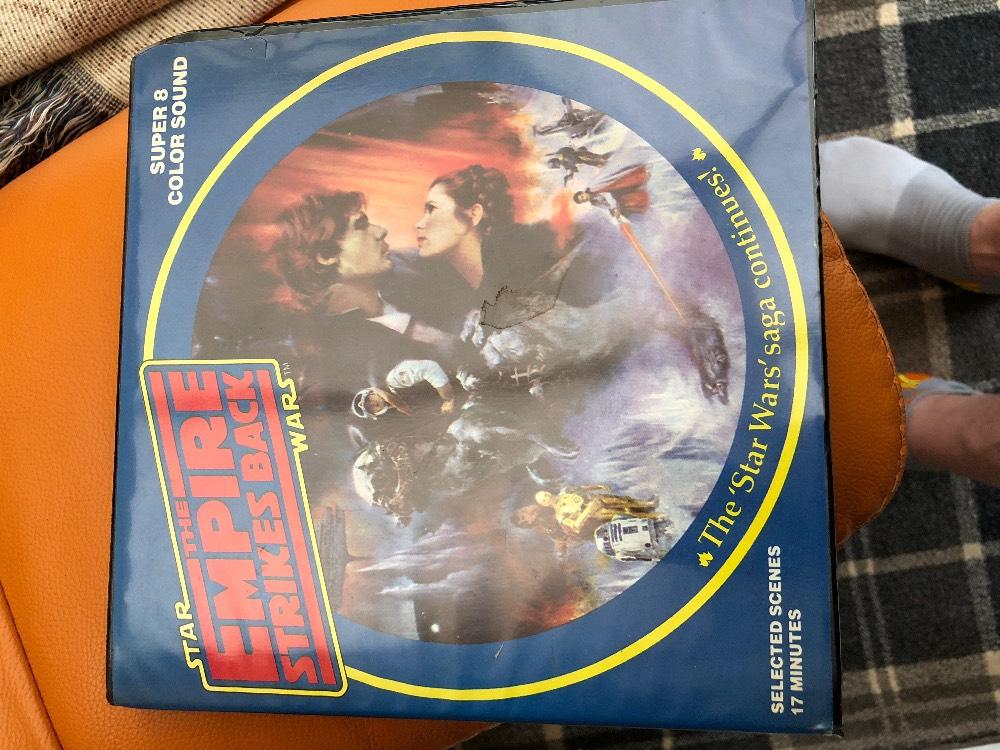 SUPER 8
COLOR SOUND
STAR
THE
EMPIRE
STRIKES BACK
WARS™
★ The 'Star Wars' saga continues! ★
SELECTED SCENES
17 MINUTES